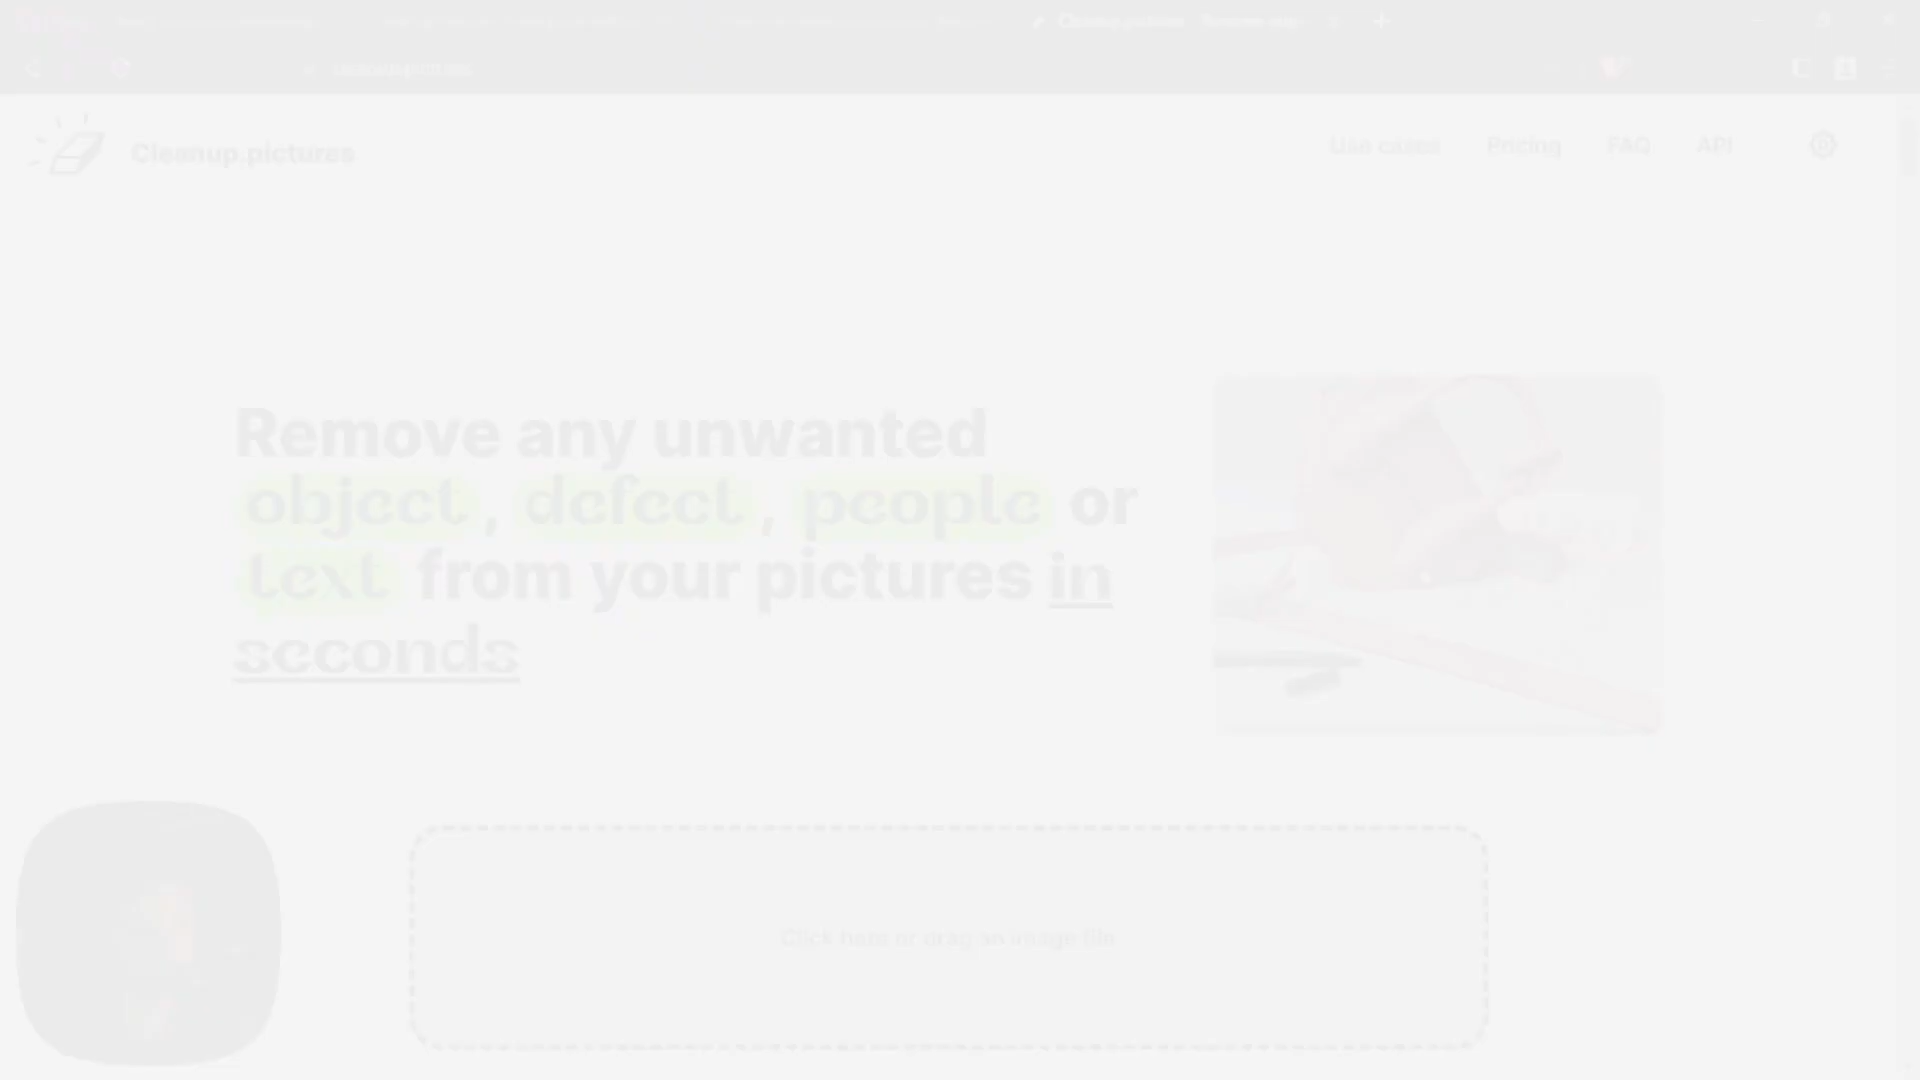 Cleanup.pictures
Use cases Pricing FAQ API
Remove any unwanted
object, defect, people or
text from your pictures in
seconds
Click here or drag an image file